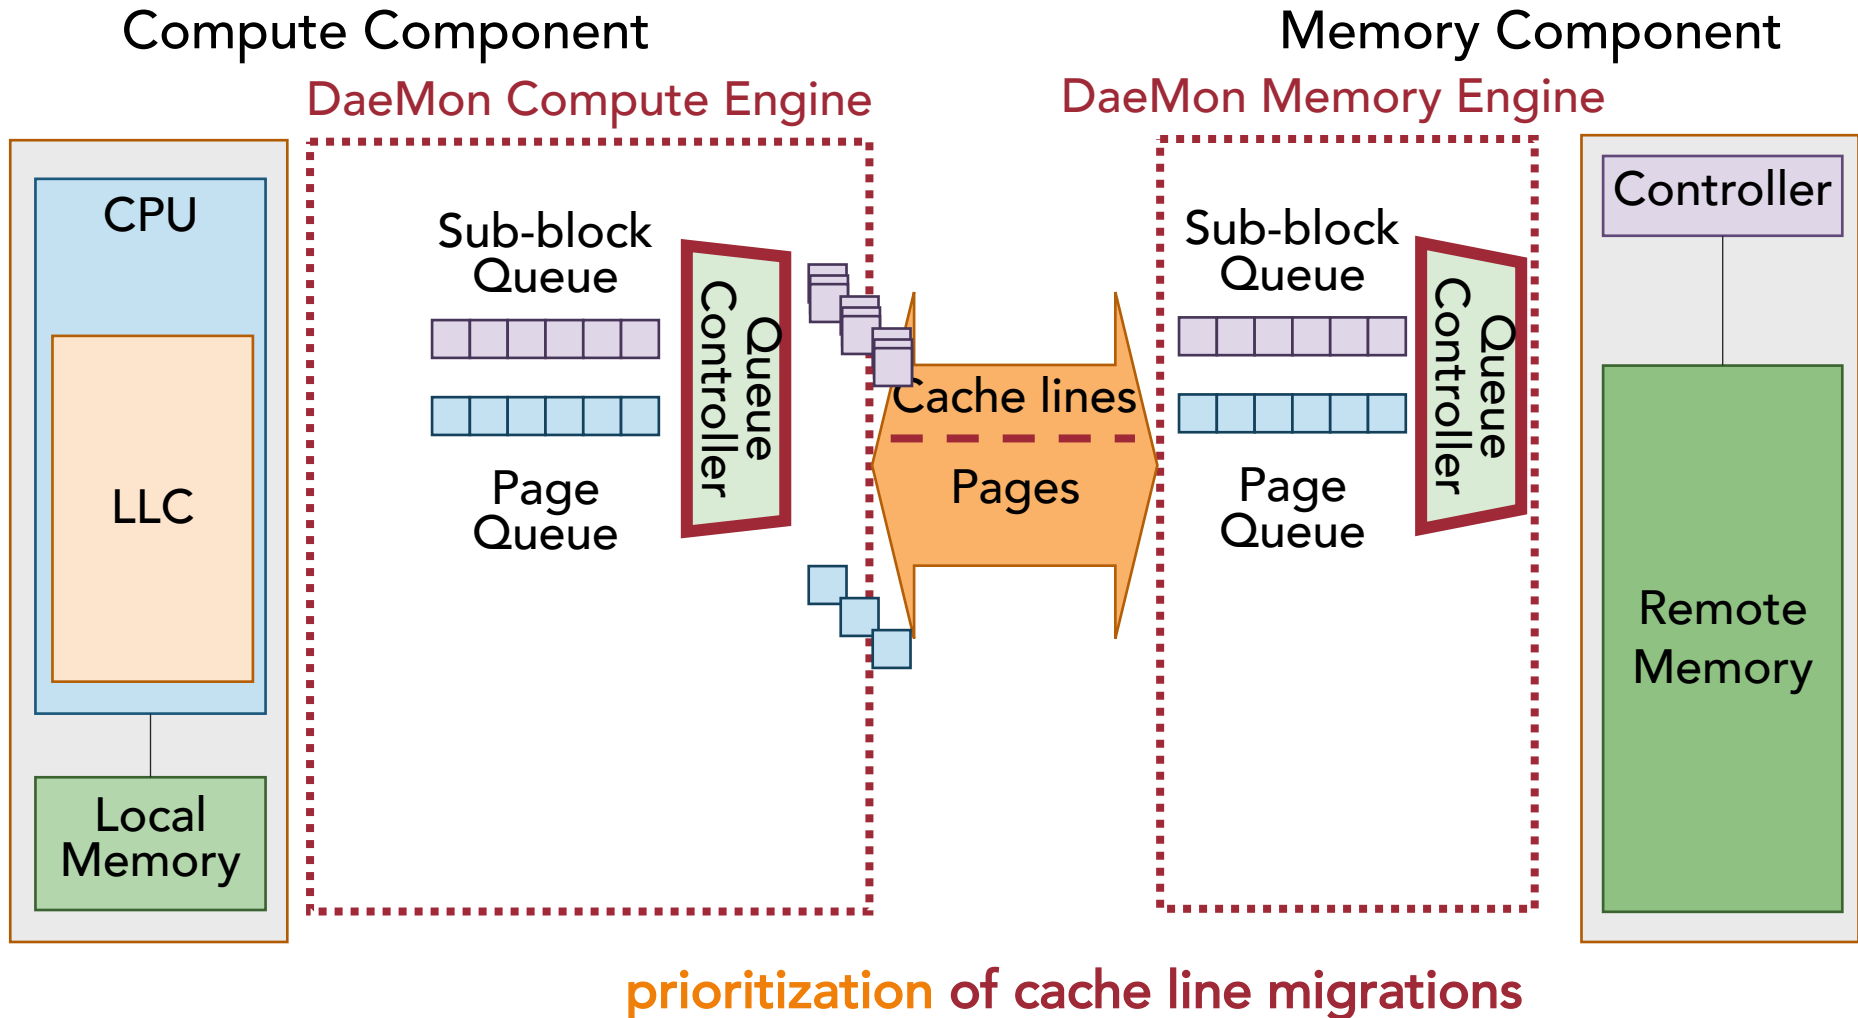 Compute Component
Memory Component
DaeMon Compute Engine
DaeMon Memory Engine
CPU
LLC
Local
Memory
Sub-block
Queue
Page
Queue
Queue
Controller
Cache lines
Pages
Sub-block
Queue
Page
Queue
Queue
Controller
Controller
Remote
Memory
prioritization of cache line migrations